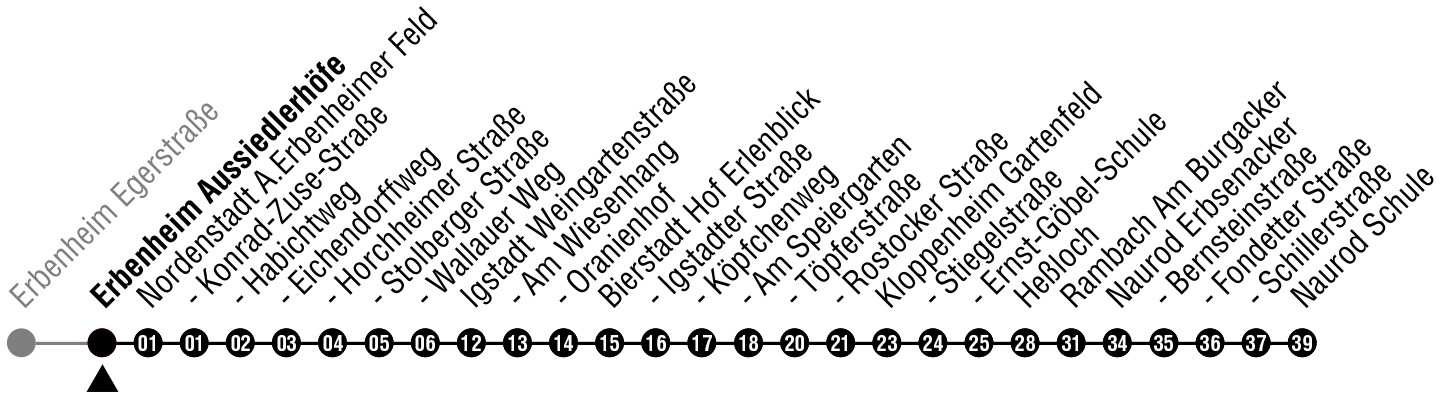 Erbenheim Egerstraße
Erbenheim Aussiedlerhöfe
Nordenstadt A.Erbenheimer Feld
- Konrad-Zuse-Straße
- Habichtweg
- Eichendorffweg
- Horchheimer Straße
- Stolberger Straße
- Wallauer Weg
Igstadt Weingartenstraße
- Am Wiesenhang
- Oranienhof
Bierstadt Hof Erlenblick
- Igstadter Straße
- Köpfchenweg
- Am Speiergarten
- Töpferstraße
- Rostocker Straße
Kloppenheim Gartenfeld
- Stiegelstraße
- Ernst-Göbel-Schule
Heßloch
Rambach Am Burgacker
Naurod Erbsenacker
- Bernsteinstraße
- Fondetter Straße
- Schillerstraße
Naurod Schule
01 01 02 03 04 05 06 12 13 14 15 16 17 18 20 21 23 24 25 28 31 34 35 36 37 39